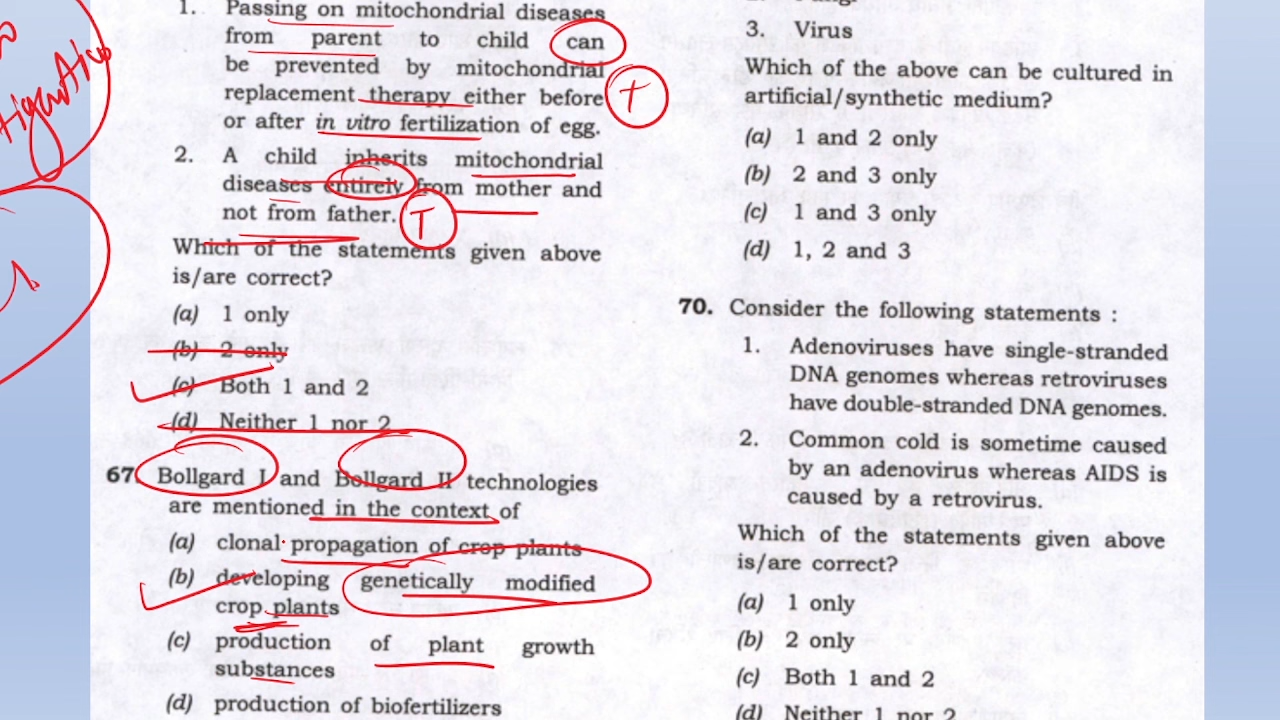 1. Passing on mitochondrial diseases
from parent to child can
be prevented by mitochondrial
replacement therapy either before
or after in vitro fertilization of egg.
T
2. A child inherits mitochondrial
diseases entirely from mother and
not from father.
T
Which of the statements given above
is/are correct?
(a) 1 only
(b) 2 only
(c) Both 1 and 2
(d) Neither 1 nor 2
67. Bollgard I and Bollgard II technologies
are mentioned in the context of
(a) clonal propagation of crop plants
(b) developing genetically modified
crop plants
(c) production of plant growth
substances
(d) production of biofertilizers
3. Virus
Which of the above can be cultured in
artificial/synthetic medium?
(a) 1 and 2 only
(b) 2 and 3 only
(c) 1 and 3 only
(d) 1, 2 and 3
70. Consider the following statements :
1. Adenoviruses have single-stranded
DNA genomes whereas retroviruses
have double-stranded DNA genomes.
2. Common cold is sometime caused
by an adenovirus whereas AIDS is
caused by a retrovirus.
Which of the statements given above
is/are correct?
(a) 1 only
(b) 2 only
(c) Both 1 and 2
(d) Neither 1 nor 2